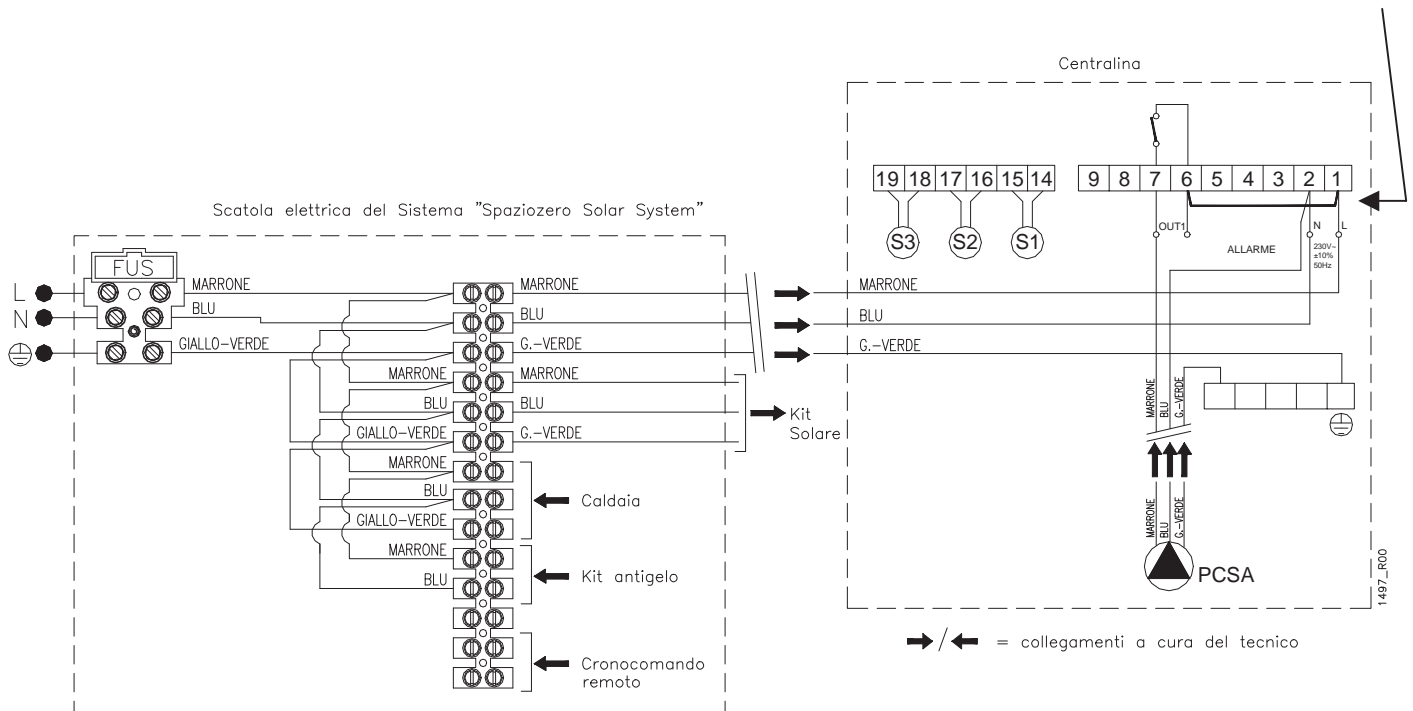 Centralina
19 18 17 16 15 14
9 8 7 6 5 4 3 2 1
S3 S2 S1
OUT1
ALLARME
N L
230V~
±10%
50Hz
Scatola elettrica del Sistema "Spaziozero Solar System"
FUS
L
N
MARRONE
BLU
GIALLO-VERDE
MARRONE
BLU
GIALLO-VERDE
MARRONE
BLU
GIALLO-VERDE
MARRONE
BLU
MARRONE
BLU
G.-VERDE
MARRONE
BLU
G.-VERDE
Kit
Solare
Caldaia
Kit antigelo
Cronocomando
remoto
MARRONE
BLU
G.-VERDE
MARRONE
BLU
G.-VERDE
MARRONE
BLU
G.-VERDE
PCSA
1497_R00
/ = collegamenti a cura del tecnico